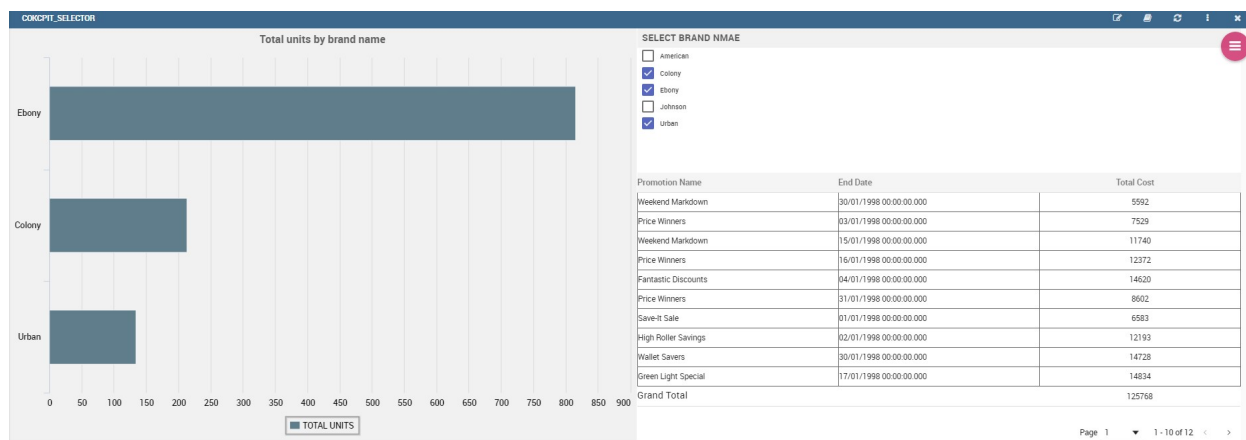 COKCPIT_SELECTOR
Total units by brand name
Ebony
Colony
Urban
0 50 100 150 200 250 300 350 400 450 500 550 600 650 700 750 800 850 900
TOTAL UNITS
SELECT BRAND NMAE
American
Colony
Ebony
Johnson
Urban
Promotion Name End Date Total Cost
Weekend Markdown 30/01/1998 00:00:00.000 5592
Price Winners 03/01/1998 00:00:00.000 7529
Weekend Markdown 15/01/1998 00:00:00.000 11740
Price Winners 16/01/1998 00:00:00.000 12372
Fantastic Discounts 04/01/1998 00:00:00.000 14620
Price Winners 31/01/1998 00:00:00.000 8602
Save-It Sale 01/01/1998 00:00:00.000 6583
High Roller Savings 02/01/1998 00:00:00.000 12193
Wallet Savers 30/01/1998 00:00:00.000 14728
Green Light Special 17/01/1998 00:00:00.000 14834
Grand Total 125768
Page 1 1 - 10 of 12